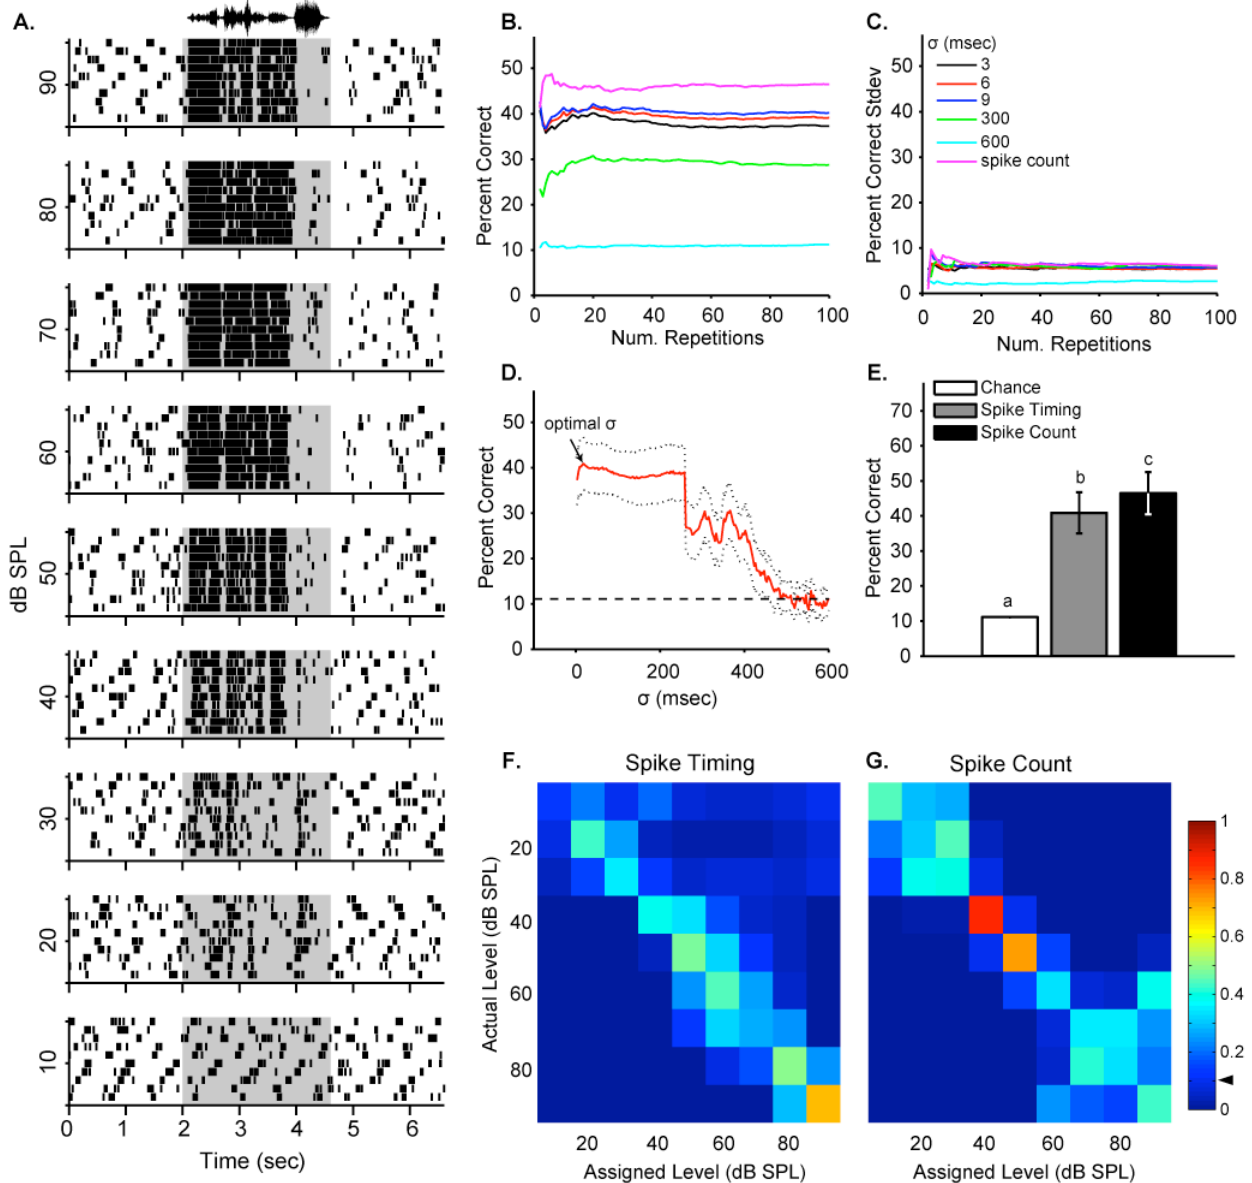 A.
dB SPL
90
80
70
60
50
40
30
20
10
0 1 2 3 4 5 6
Time (sec)
B.
Percent Correct
50
40
30
20
10
0
0 20 40 60 80 100
Num. Repetitions
C.
Percent Correct Stdev
σ (msec)
3
6
9
300
600
spike count
50
40
30
20
10
0
0 20 40 60 80 100
Num. Repetitions
D.
Percent Correct
optimal σ
50
40
30
20
10
0
0 200 400 600
σ (msec)
E.
Percent Correct
Chance
Spike Timing
Spike Count
70
60
50
40
30
20
10
0
a
b
c
F.
Spike Timing
Actual Level (dB SPL)
20
40
60
80
20 40 60 80
Assigned Level (dB SPL)
G.
Spike Count
20 40 60 80
Assigned Level (dB SPL)
1
0.8
0.6
0.4
0.2
0